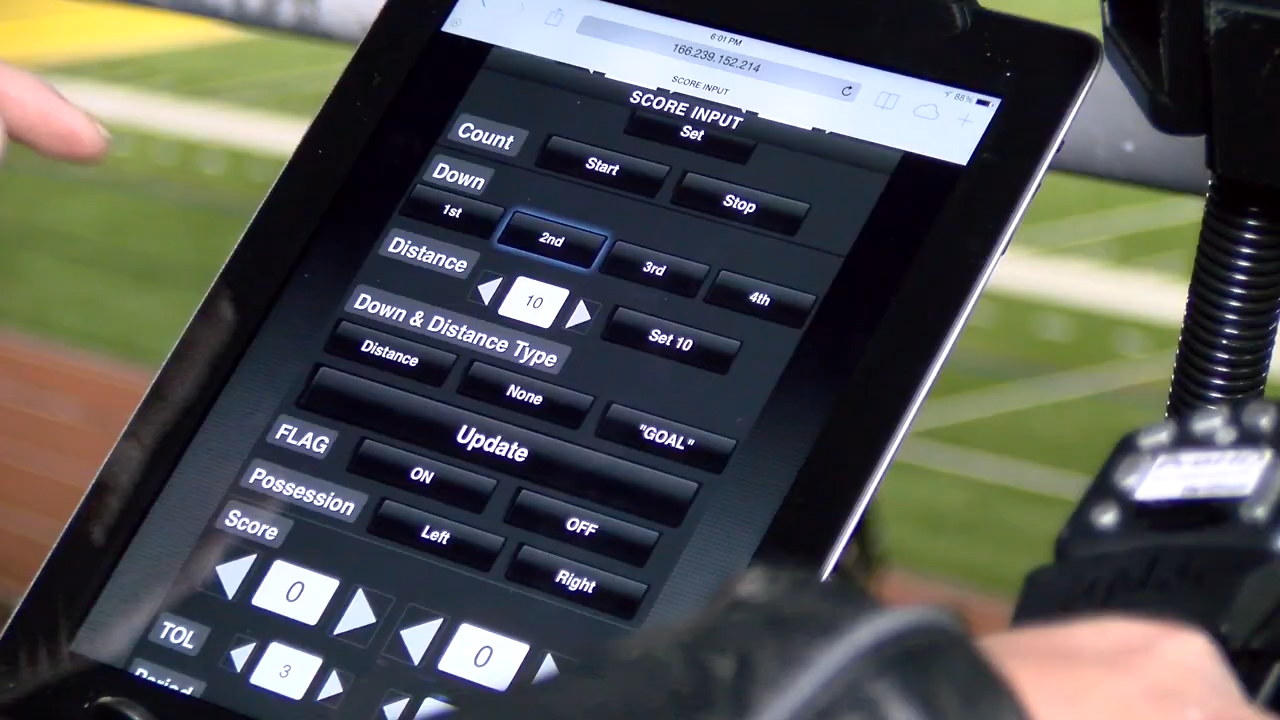 6:01 PM
166.239.152.214
88%
SCORE INPUT
SCORE INPUT
Set
Count
Start
Stop
Down
1st
2nd
3rd
4th
Distance
10
Set 10
Down & Distance Type
Distance
None
"GOAL"
Update
FLAG
ON
OFF
Possession
Left
Right
Score
0
0
TOL
3
Period